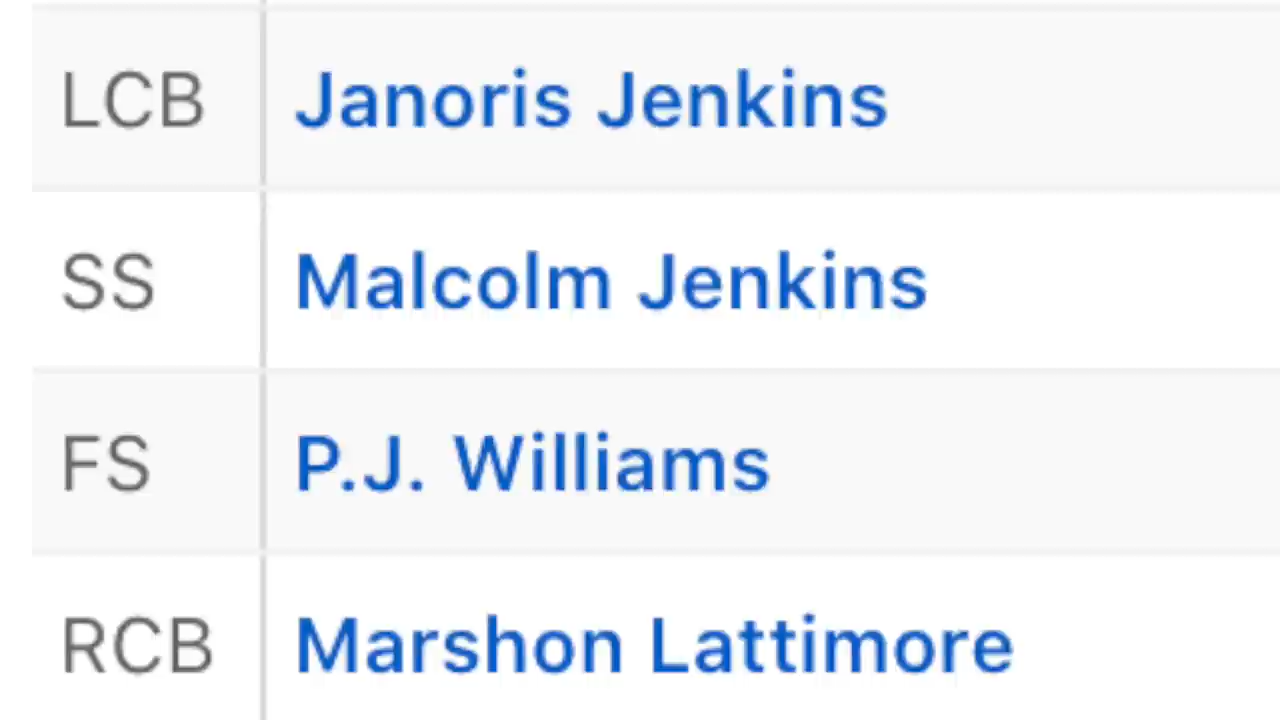 LCB Janoris Jenkins
SS Malcolm Jenkins
FS P.J. Williams
RCB Marshon Lattimore